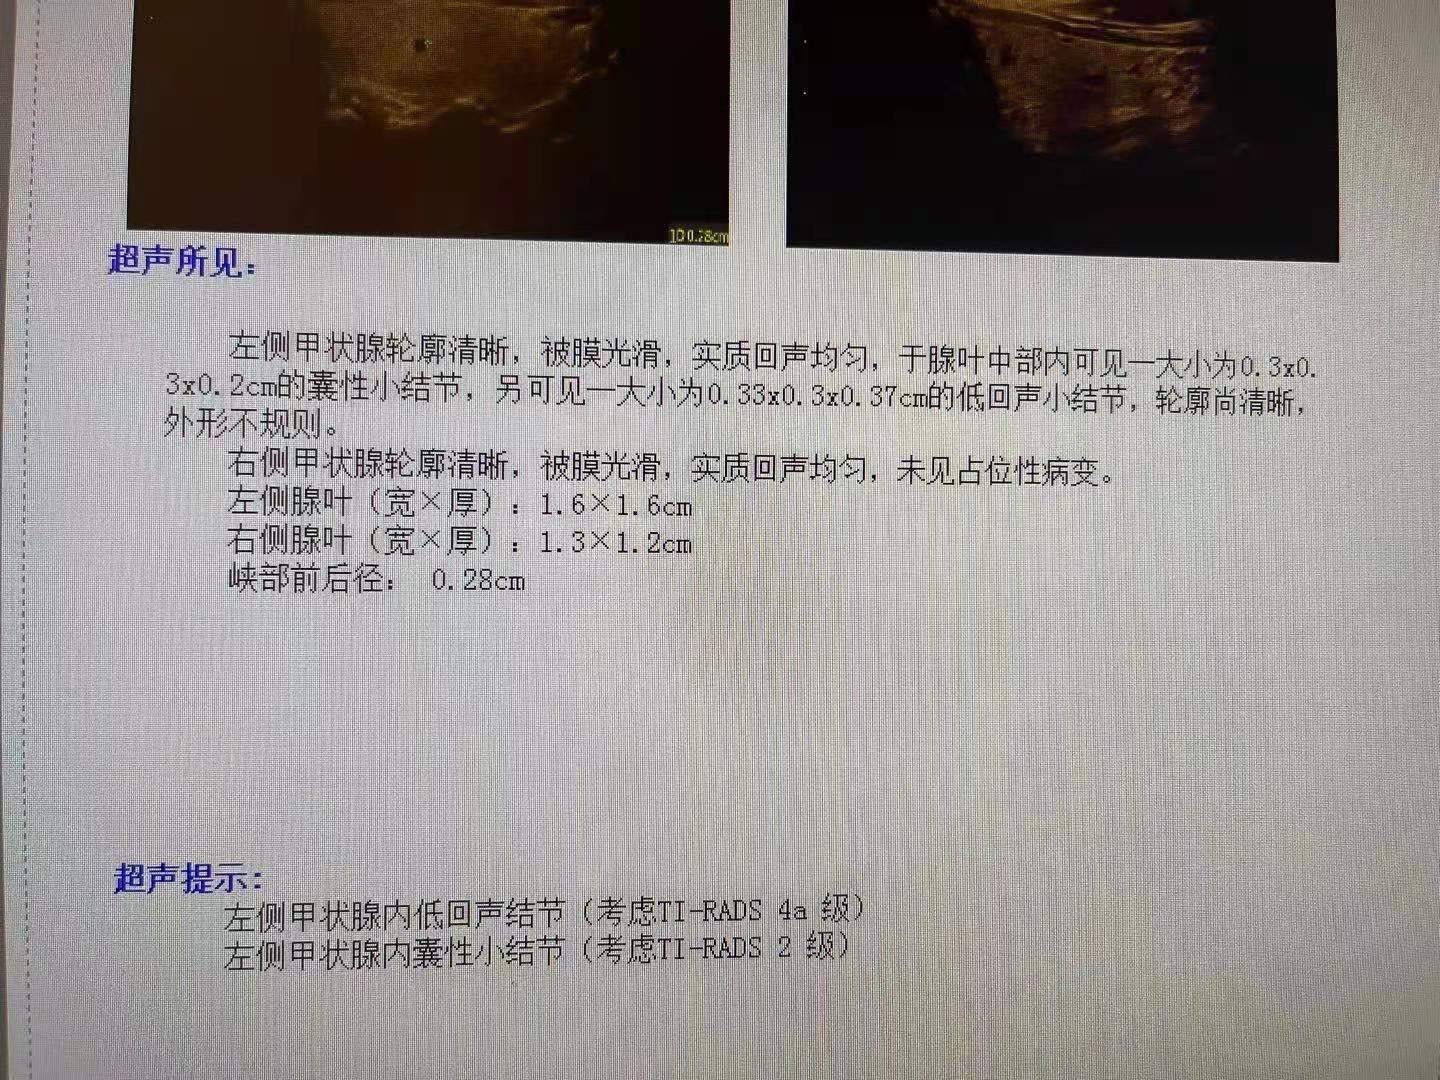 1D 0.28cm
超声所见：
左侧甲状腺轮廓清晰，被膜光滑，实质回声均匀，于腺叶中部内可见一大小为0.3x0.
3x0.2cm的囊性小结节，另可见一大小为0.33x0.3x0.37cm的低回声小结节，轮廓尚清晰，
外形不规则。
右侧甲状腺轮廓清晰，被膜光滑，实质回声均匀，未见占位性病变。
左侧腺叶（宽×厚）：1.6×1.6cm
右侧腺叶（宽×厚）：1.3×1.2cm
峡部前后径： 0.28cm
超声提示：
左侧甲状腺内低回声结节（考虑TI-RADS 4a 级）
左侧甲状腺内囊性小结节（考虑TI-RADS 2 级）